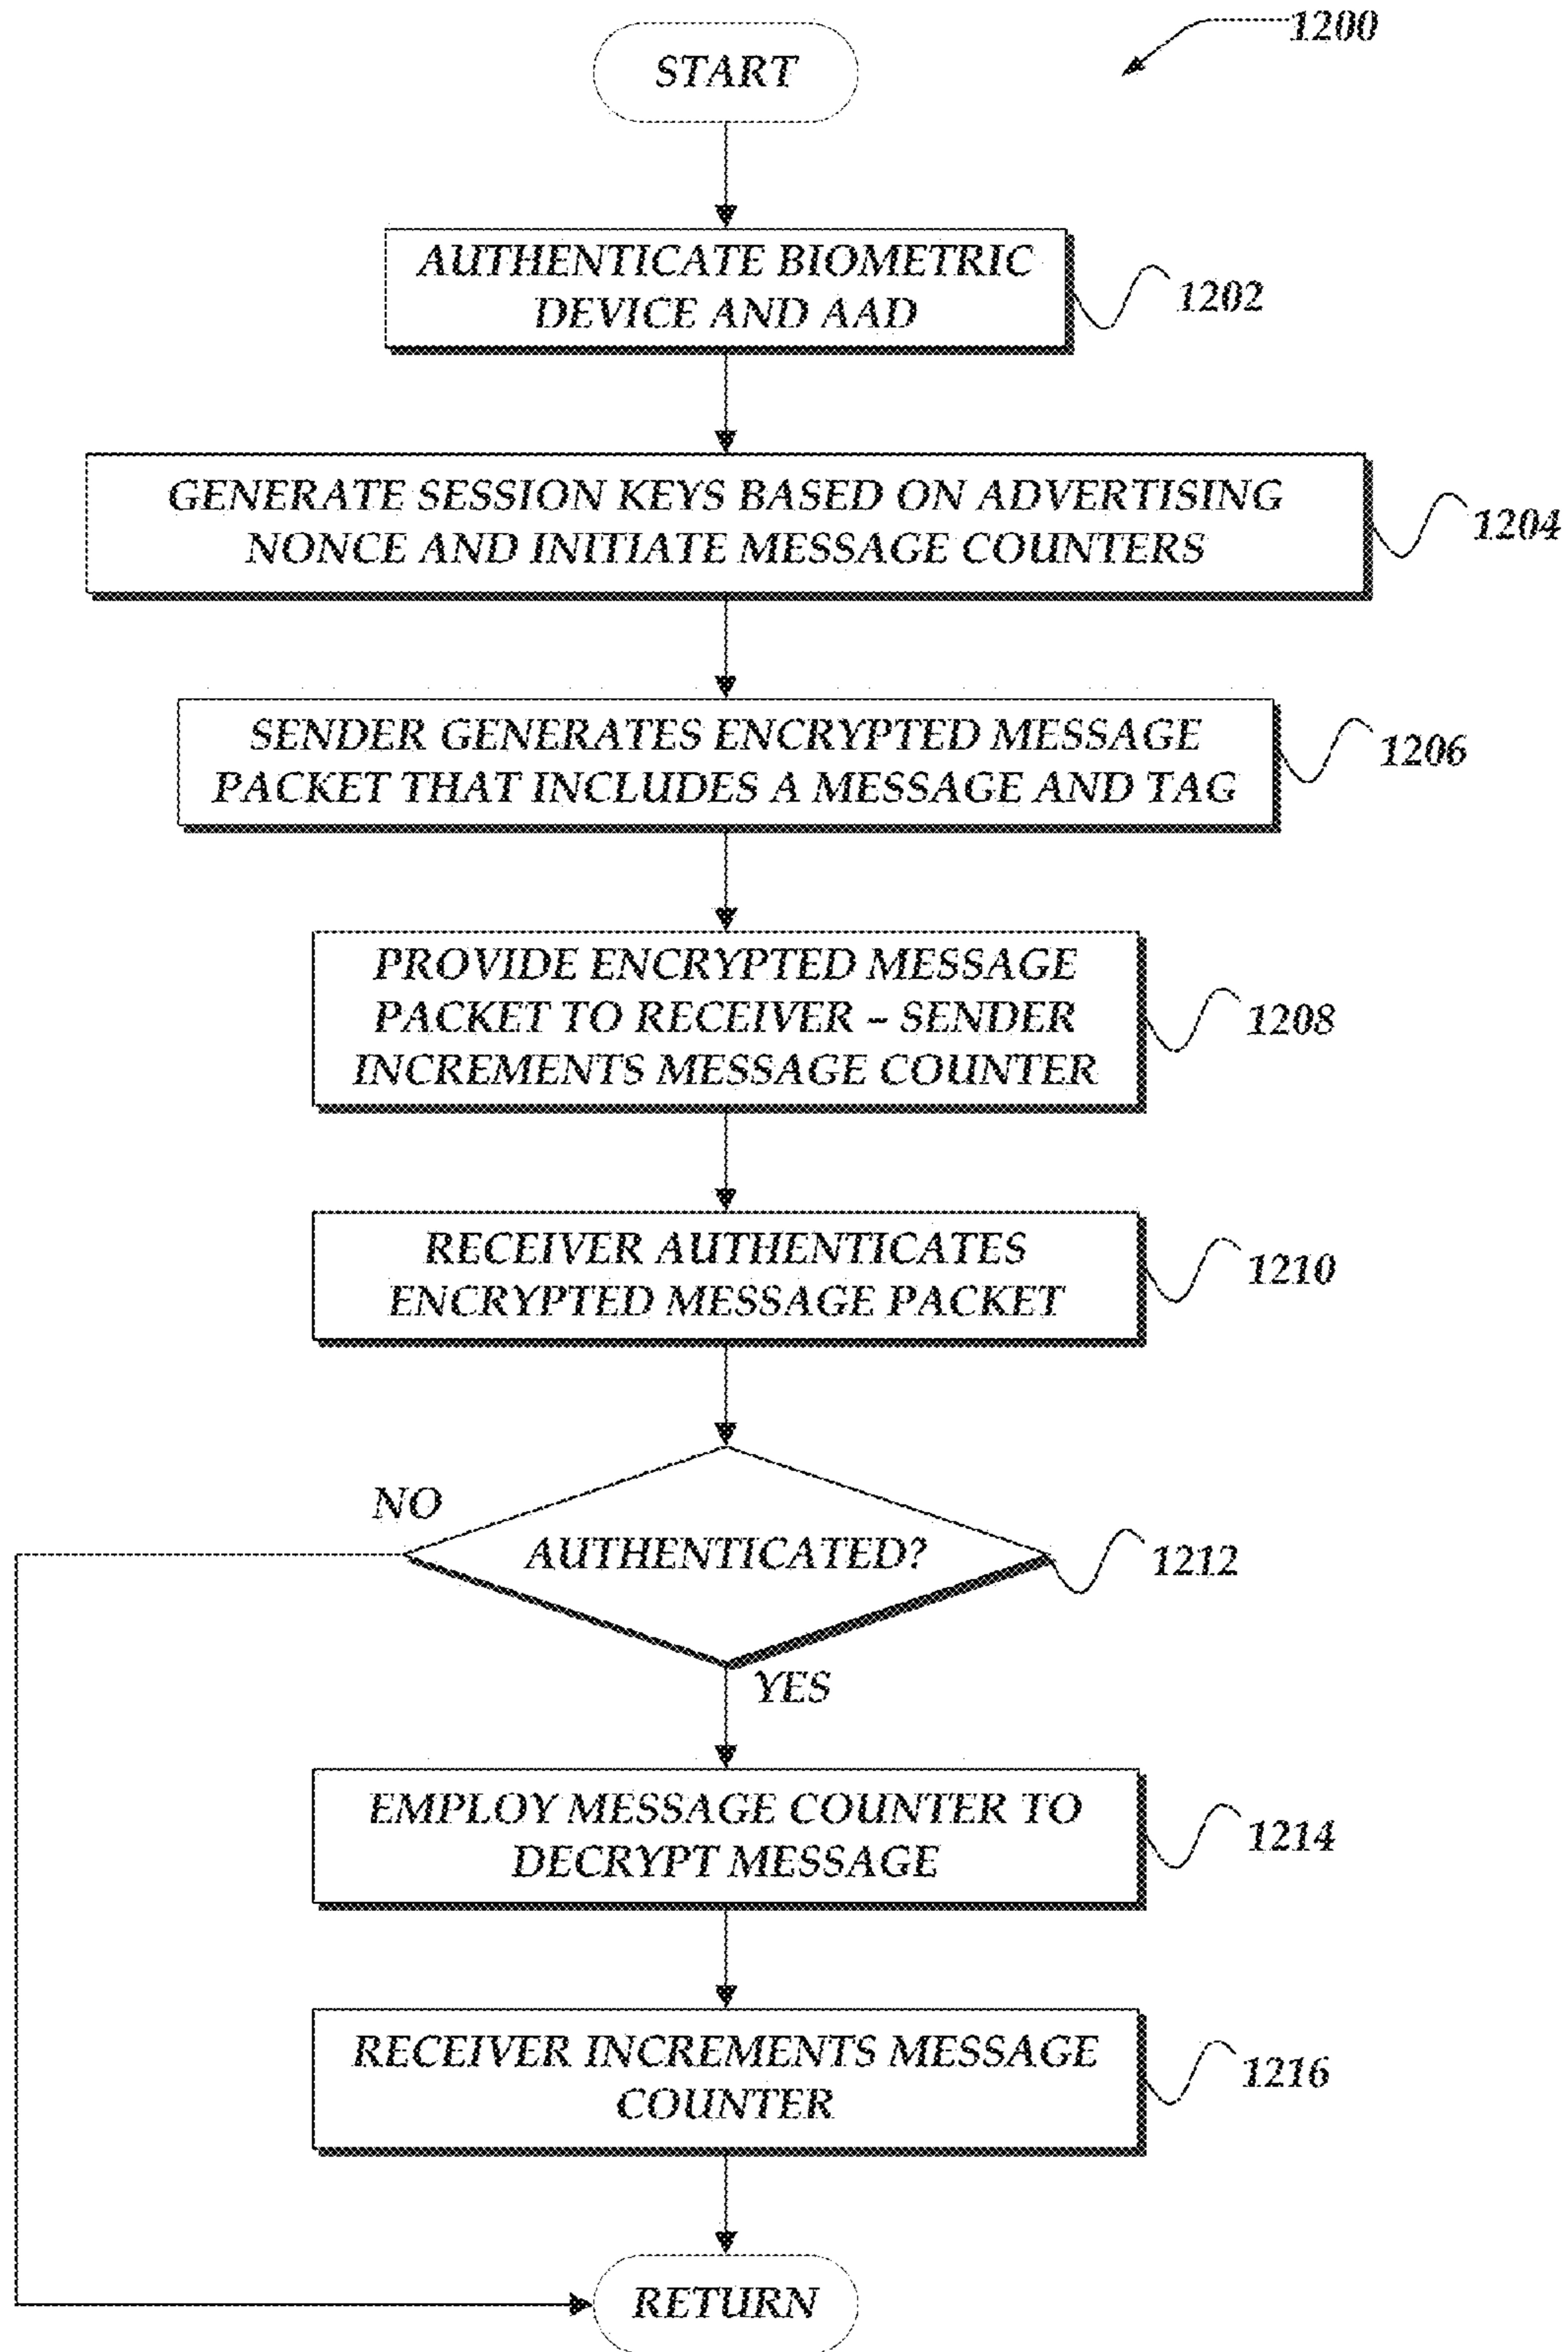 1200
START
AUTHENTICATE BIOMETRIC
DEVICE AND AAD
1202
GENERATE SESSION KEYS BASED ON ADVERTISING
NONCE AND INITIATE MESSAGE COUNTERS
1204
SENDER GENERATES ENCRYPTED MESSAGE
PACKET THAT INCLUDES A MESSAGE AND TAG
1206
PROVIDE ENCRYPTED MESSAGE
PACKET TO RECEIVER – SENDER
INCREMENTS MESSAGE COUNTER
1208
RECEIVER AUTHENTICATES
ENCRYPTED MESSAGE PACKET
1210
NO
AUTHENTICATED?
1212
YES
EMPLOY MESSAGE COUNTER TO
DECRYPT MESSAGE
1214
RECEIVER INCREMENTS MESSAGE
COUNTER
1216
RETURN